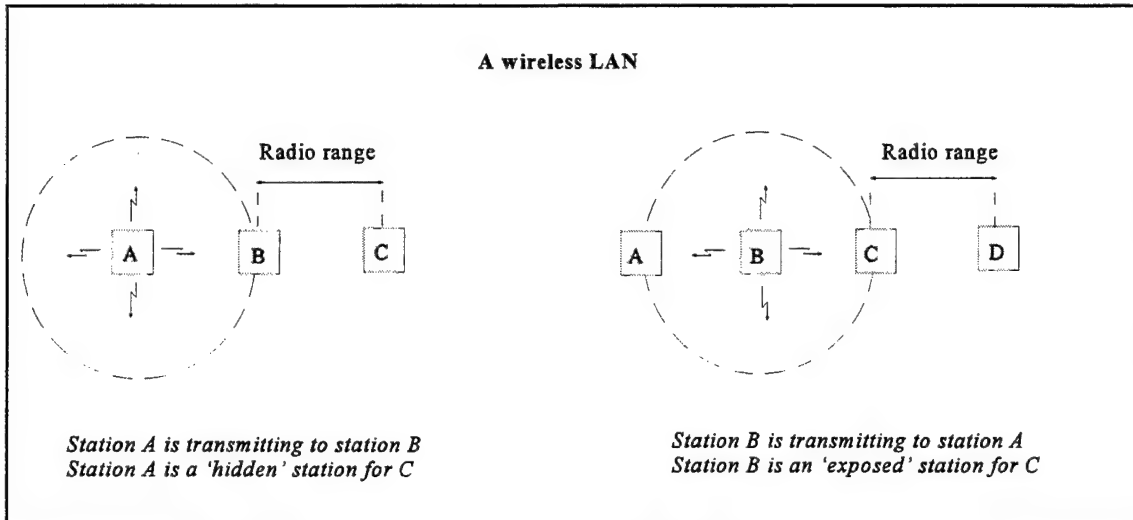 A wireless LAN
Radio range
A
B
C
Station A is transmitting to station B
Station A is a 'hidden' station for C
Radio range
A
B
C
D
Station B is transmitting to station A
Station B is an 'exposed' station for C